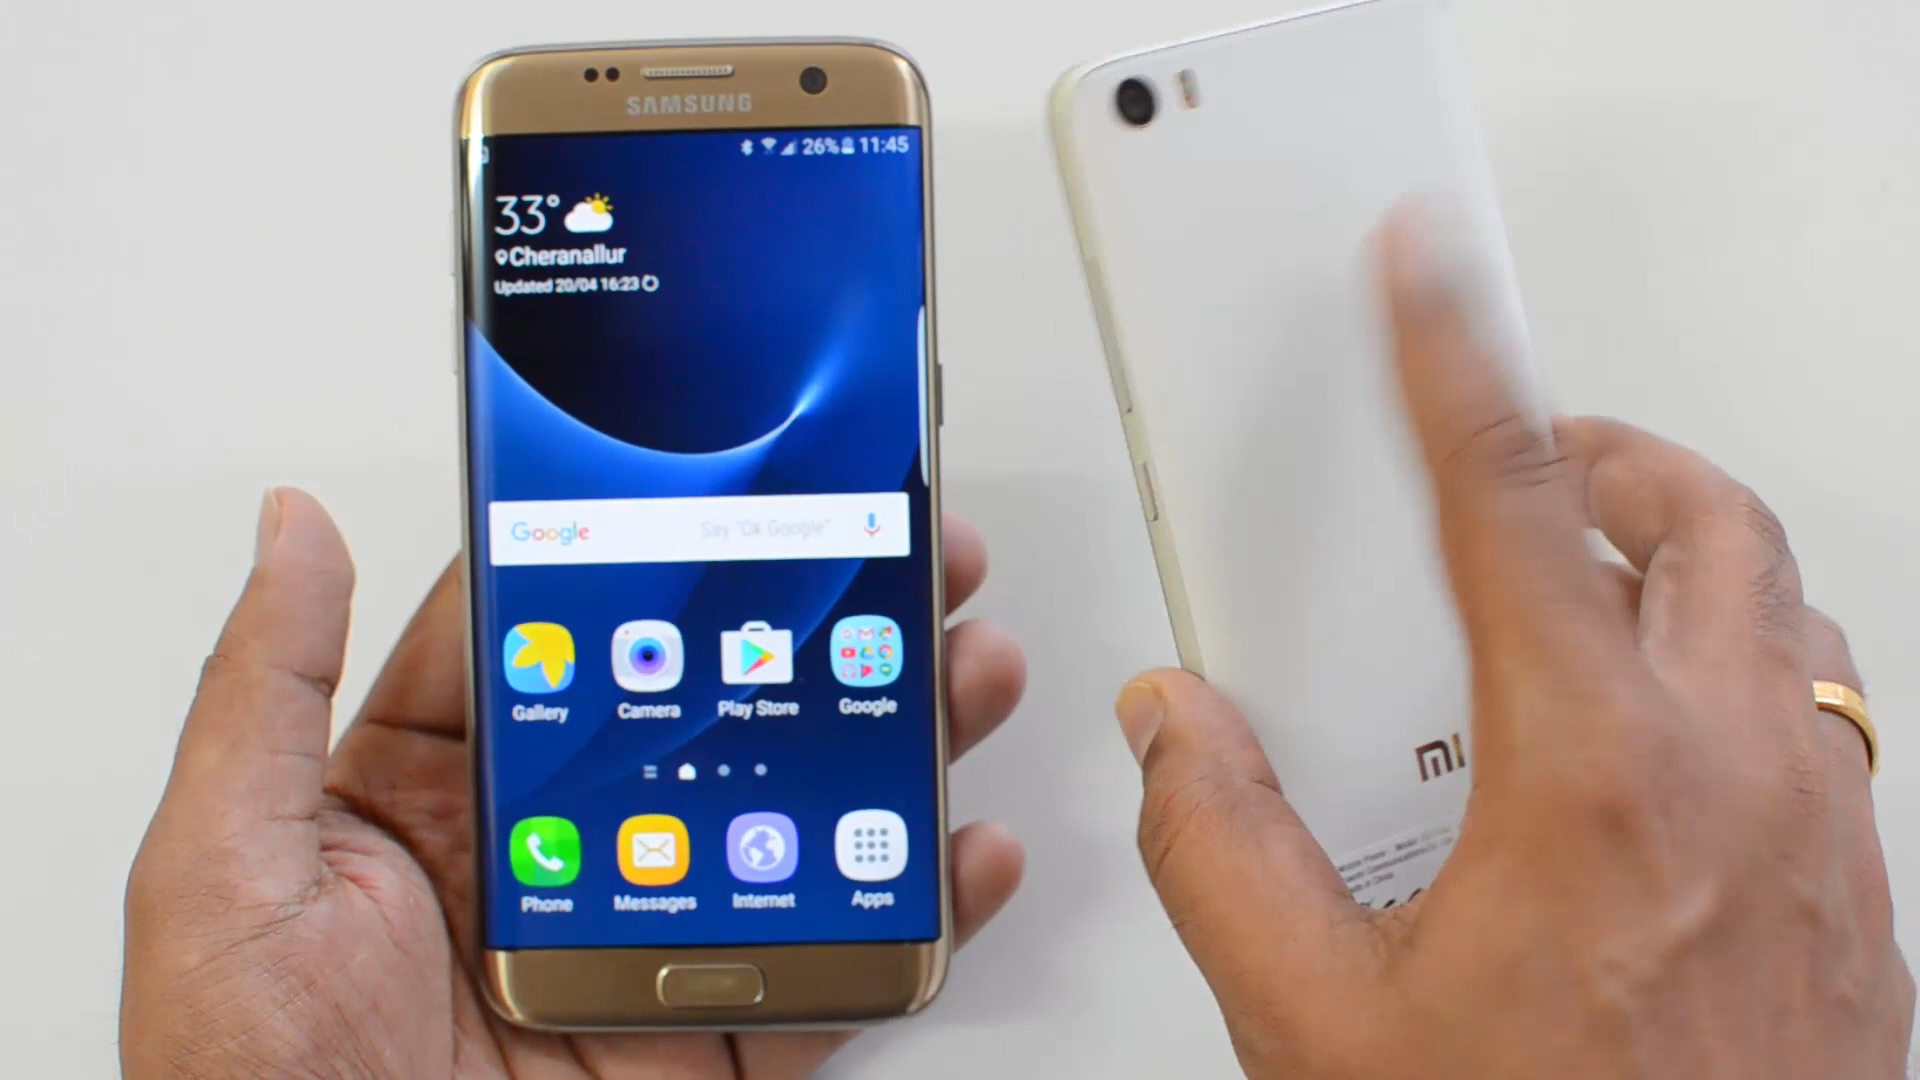 SAMSUNG
26% 11:45
33°
Cheranallur
Updated 20/04 16:23
Google Say "Ok Google"
Gallery Camera Play Store Google
Phone Messages Internet Apps
MI